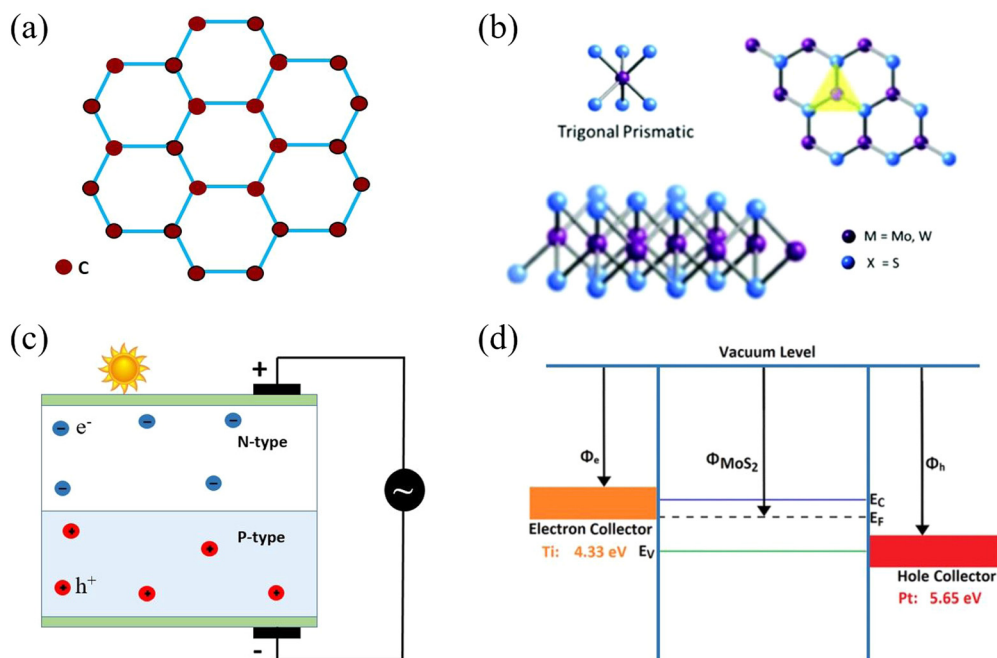 (a)
C
(b)
Trigonal Prismatic
M = Mo, W
X = S
(c)
+
− e⁻
−
−
N-type
−
−
~
P-type
+
+
+ h⁺
+
+
-
(d)
Vacuum Level
Φe
ΦMoS₂
Φh
EC
EF
Electron Collector
Ti: 4.33 eV
EV
Hole Collector
Pt: 5.65 eV